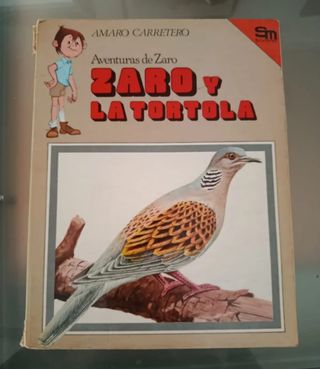 AMARO CARRETERO
sm
Aventuras de Zaro
ZARO Y
LA TORTOLA